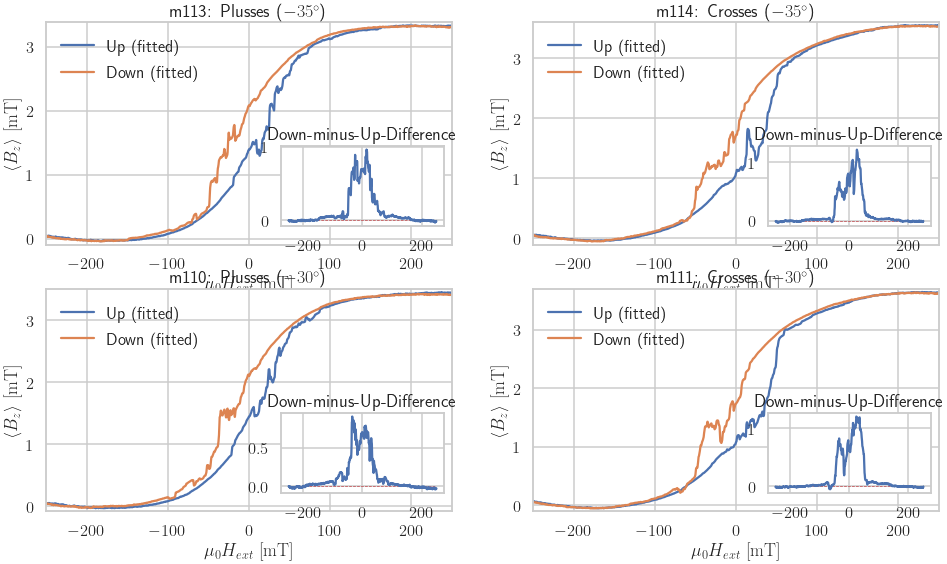 m113: Plusses (−35°)
Up (fitted)
Down (fitted)
⟨B_z⟩ [mT]
3
2
1
0
−200
−100
0
100
200
Down-minus-Up-Difference
1
0
−200
0
200
m114: Crosses (−35°)
Up (fitted)
Down (fitted)
⟨B_z⟩ [mT]
3
2
1
0
−200
−100
0
100
200
Down-minus-Up-Difference
1
0
−200
0
200
m110: Plusses (−30°)
Up (fitted)
Down (fitted)
⟨B_z⟩ [mT]
3
2
1
0
−200
−100
0
100
200
μ₀H_ext [mT]
Down-minus-Up-Difference
0.5
0.0
−200
0
200
m111: Crosses (−30°)
Up (fitted)
Down (fitted)
⟨B_z⟩ [mT]
3
2
1
0
−200
−100
0
100
200
μ₀H_ext [mT]
Down-minus-Up-Difference
1
0
−200
0
200